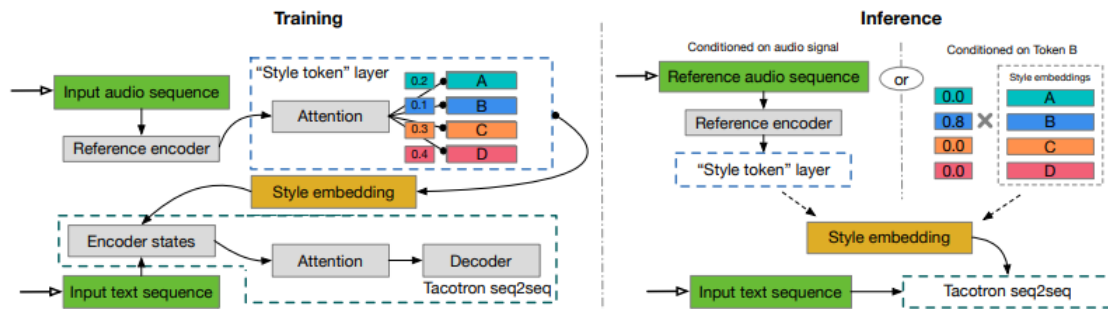 Training
"Style token" layer
Input audio sequence
Reference encoder
Attention
0.2 A
0.1 B
0.3 C
0.4 D
Style embedding
Encoder states
Attention
Decoder
Tacotron seq2seq
Input text sequence
Inference
Conditioned on audio signal
Reference audio sequence
Reference encoder
"Style token" layer
or
Conditioned on Token B
Style embeddings
0.0 A
0.8 × B
0.0 C
0.0 D
Style embedding
Input text sequence
Tacotron seq2seq